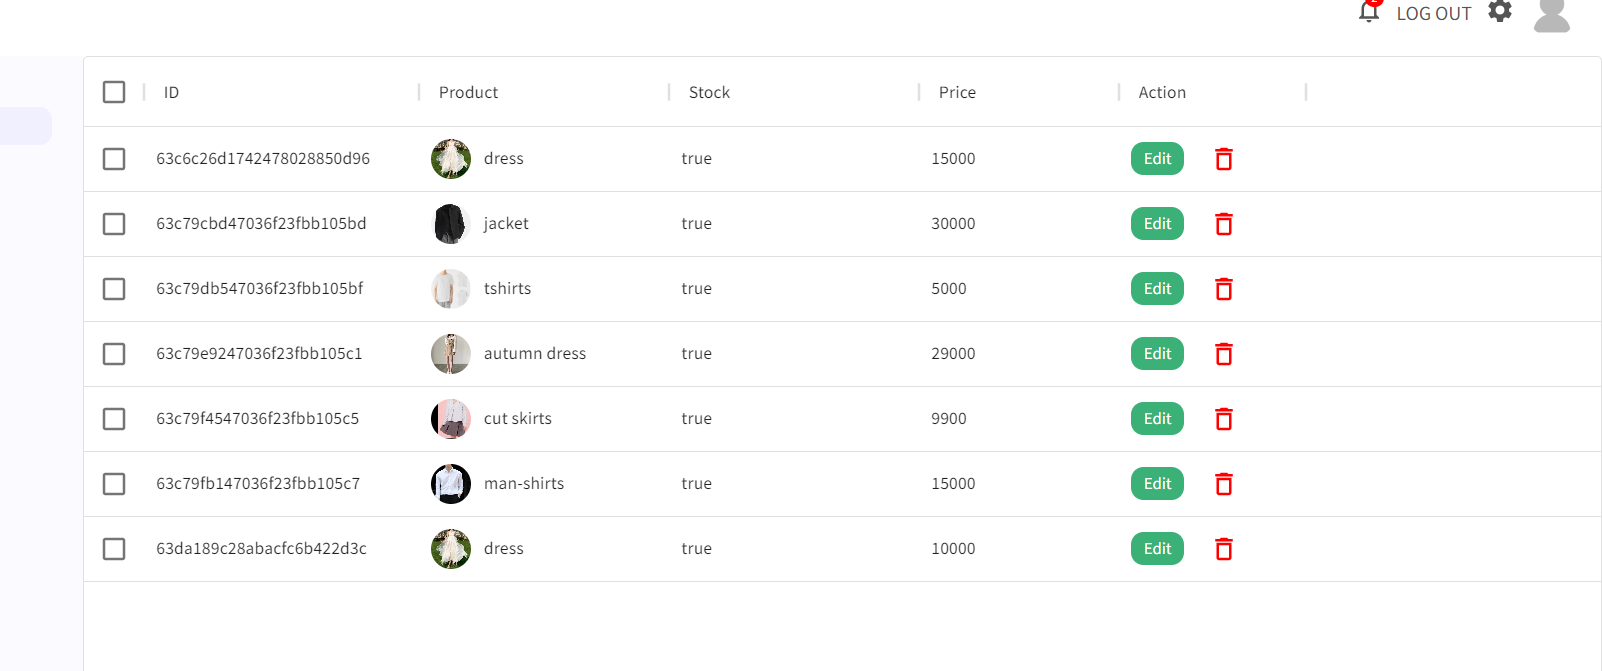 LOG OUT
ID Product Stock Price Action
63c6c26d1742478028850d96 dress true 15000 Edit
63c79cbd47036f23fbb105bd jacket true 30000 Edit
63c79db547036f23fbb105bf tshirts true 5000 Edit
63c79e9247036f23fbb105c1 autumn dress true 29000 Edit
63c79f4547036f23fbb105c5 cut skirts true 9900 Edit
63c79fb147036f23fbb105c7 man-shirts true 15000 Edit
63da189c28abacfc6b422d3c dress true 10000 Edit